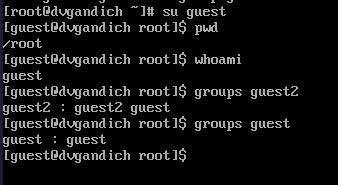 [root@dvgandich ~]# su guest
[guest@dvgandich root]$ pwd
/root
[guest@dvgandich root]$ whoami
guest
[guest@dvgandich root]$ groups guest2
guest2 : guest2 guest
[guest@dvgandich root]$ groups guest
guest : guest
[guest@dvgandich root]$